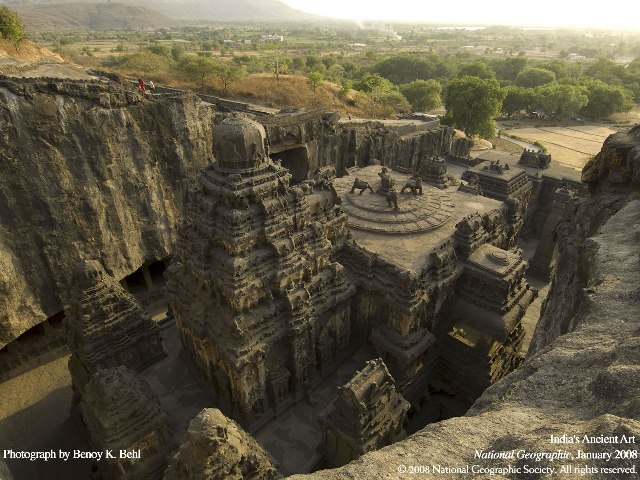 Photograph by Benoy K. Behl
India's Ancient Art
National Geographic, January 2008
© 2008 National Geographic Society. All rights reserved.